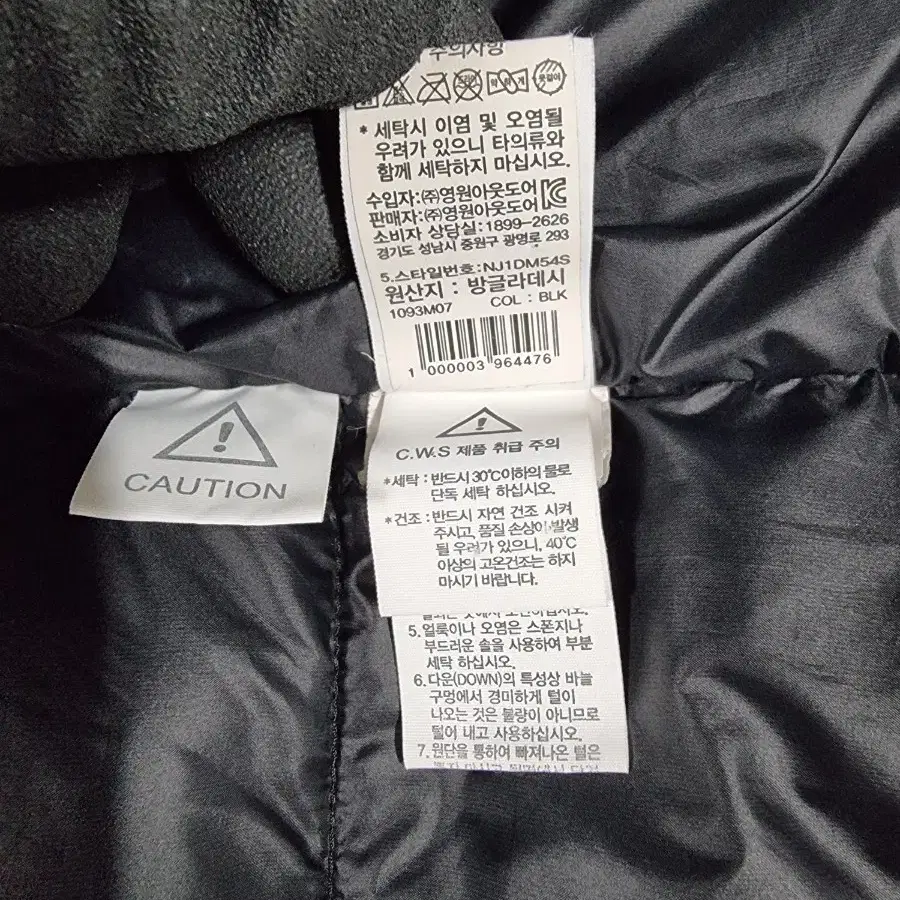 주의사항
드라이
약 하 게
옷걸이
* 세탁시 이염 및 오염될
우려가 있으니 타의류와
함께 세탁하지 마십시오.
수입자:㈜영원아웃도어
판매자:㈜영원아웃도어
소비자 상담실:1899-2626
경기도 성남시 중원구 광명로 293
5.스타일번호:NJ1DM54S
원산지 : 방글라데시
1093M07 COL : BLK
1 000003 964476
CAUTION
C.W.S 제품 취급 주의
*세탁 : 반드시 30℃이하의 물로
단독 세탁 하십시오.
*건조 : 반드시 자연 건조 시켜
주시고, 품질 손상이 발생
될 우려가 있으니, 40℃
이상의 고온건조는 하지
마시기 바랍니다.
5. 얼룩이나 오염은 스폰지나
부드러운 솔을 사용하여 부분
세탁 하십시오.
6. 다운(DOWN)의 특성상 바늘
구멍에서 경미하게 털이
나오는 것은 불량이 아니므로
털어 내고 사용하십시오.
7. 원단을 통하여 빠져나온 털은